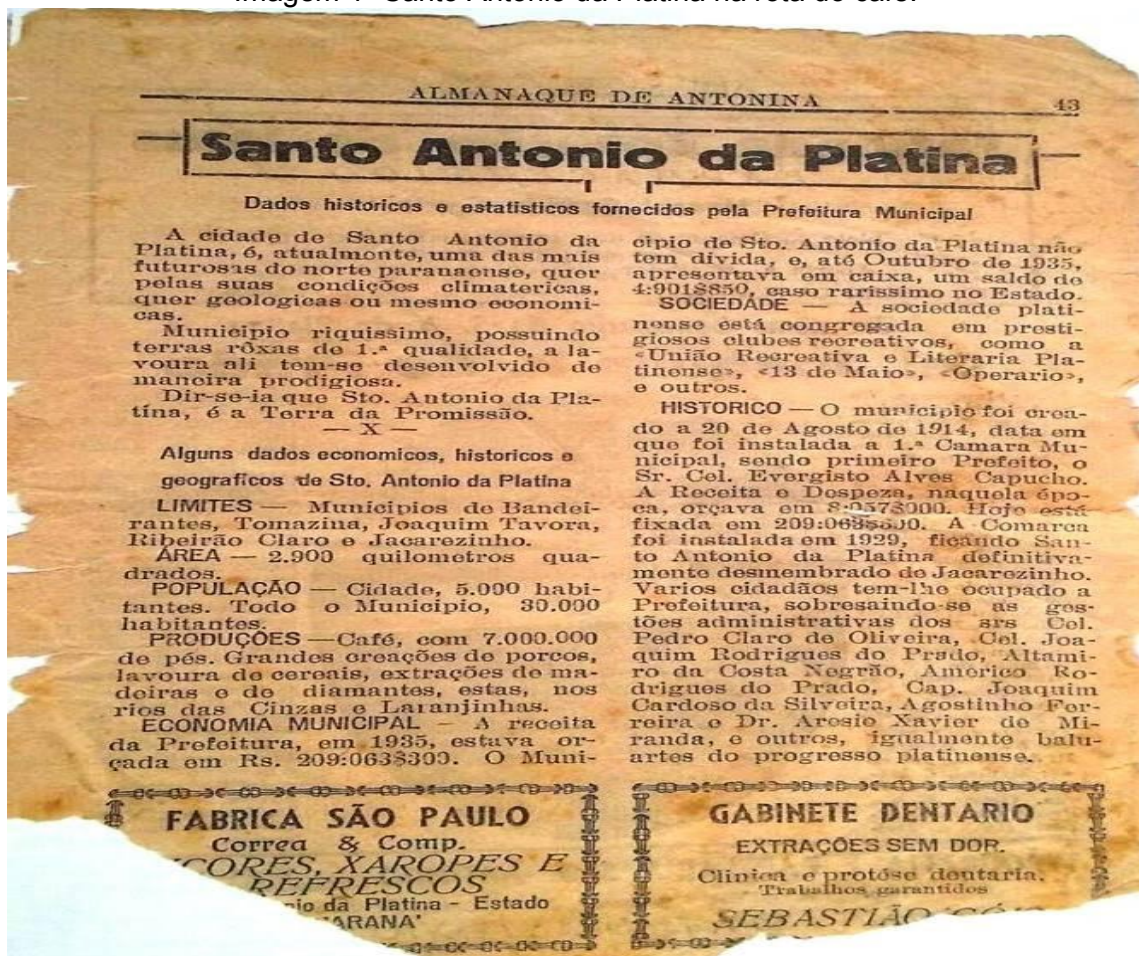 ALMANAQUE DE ANTONINA 43
Santo Antonio da Platina
Dados historicos e estatisticos fornecidos pela Prefeitura Municipal
A cidade de Santo Antonio da
Platina, é, atualmente, uma das mais
futurosas do norte paranaense, quer
pelas suas condições climatericas,
quer geologicas ou mesmo economi-
cas.
Municipio riquissimo, possuindo
terras rôxas de 1.ª qualidade, a la-
voura ali tem-se desenvolvido de
maneira prodigiosa.
Dir-se-ia que Sto. Antonio da Pla-
tina, é a Terra da Promissão.
— X —
Alguns dados economicos, historicos e
geograficos de Sto. Antonio da Platina
LIMITES — Municipios de Bandei-
rantes, Tomazina, Joaquim Tavora,
Ribeirão Claro e Jacarezinho.
ÁREA — 2.900 quilometros qua-
drados.
POPULAÇÃO — Cidade, 5.000 habi-
tantes. Todo o Municipio, 30.000
habitantes.
PRODUÇÕES — Café, com 7.000.000
de pés. Grandes creações de porcos,
lavoura de cereais, extrações de ma-
deiras e de diamantes, estas, nos
rios das Cinzas e Laranjinhas.
ECONOMIA MUNICIPAL — A receita
da Prefeitura, em 1935, estava or-
çada em Rs. 209:063$300. O Muni-
cipio de Sto. Antonio da Platina não
tem divida, e, até Outubro de 1935,
apresentava em caixa, um saldo de
4:901$850, caso rarissimo no Estado.
SOCIEDADE — A sociedade plati-
nense está congregada em presti-
giosos clubes recreativos, como a
«União Recreativa e Literaria Pla-
tinense», «13 de Maio», «Operario»,
e outros.
HISTORICO — O municipio foi crea-
do a 20 de Agosto de 1914, data em
que foi instalada a 1.ª Camara Mu-
nicipal, sendo primeiro Prefeito, o
Sr. Cel. Evergisto Alves Capucho.
A Receita e Despeza, naquela épo-
ca, orçava em Hoje está
fixada em A Comarca
foi instalada em 1929, ficando San-
to Antonio da Platina definitiva-
mente desmembrado de Jacarezinho.
Varios cidadãos tem-lhe ocupado a
Prefeitura, sobresaindo-se as ges-
tões administrativas dos srs Cel.
Pedro Claro de Oliveira, Cel. Joa-
quim Rodrigues do Prado, Altami-
ro da Costa Negrão, Americo Ro-
drigues do Prado, Cap. Joaquim
Cardoso da Silveira, Agostinho Fer-
reira e Dr. Aresio Xavier de Mi-
randa, e outros, igualmente balu-
artes do progresso platinense.
FABRICA SÃO PAULO
Correa & Comp.
XAROPES E
REFRESCOS
da Platina - Estado
GABINETE DENTARIO
EXTRAÇÕES SEM DOR.
Clinica e protése dentaria.
Trabalhos garantidos
SEBASTIÃO